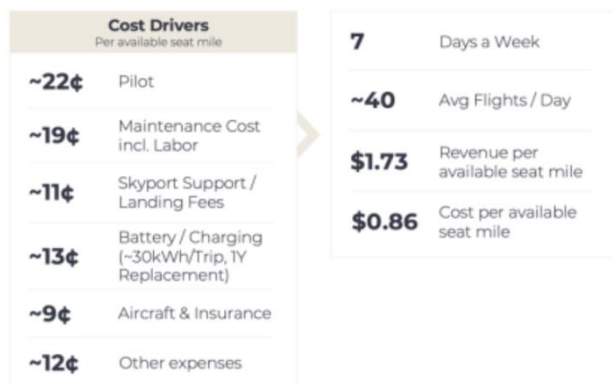 Cost Drivers
Per available seat mile
~22¢ Pilot
~19¢ Maintenance Cost
incl. Labor
~11¢ Skyport Support /
Landing Fees
~13¢ Battery / Charging
(~30kWh/Trip, 1Y
Replacement)
~9¢ Aircraft & Insurance
~12¢ Other expenses
7 Days a Week
~40 Avg Flights / Day
$1.73 Revenue per
available seat mile
$0.86 Cost per available
seat mile